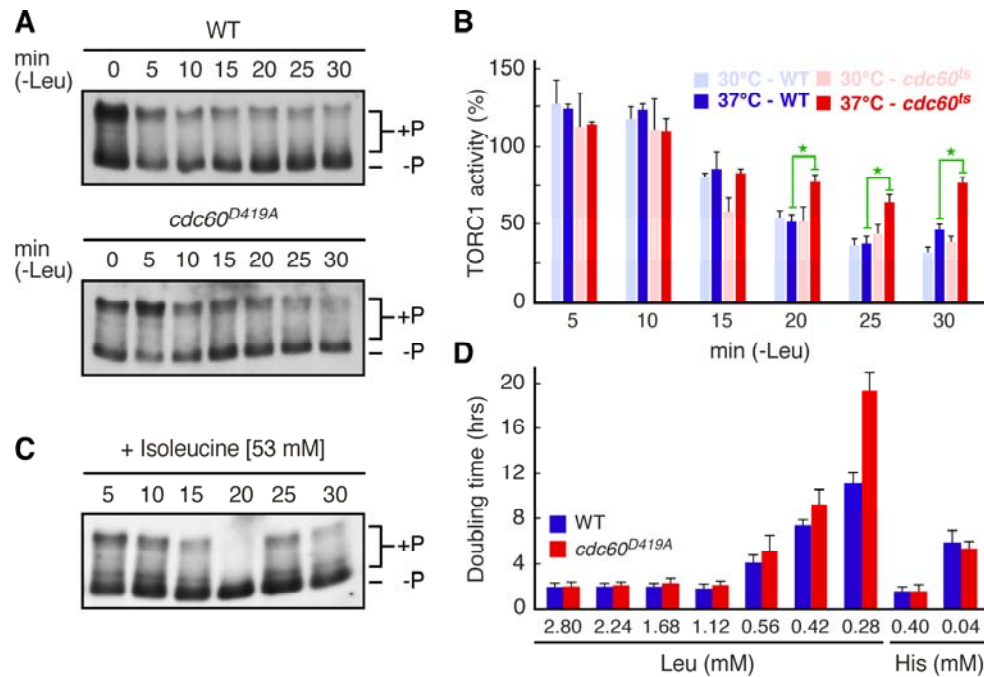 A
WT
min
(-Leu)
0 5 10 15 20 25 30
+P
-P
cdc60D419A
min
(-Leu)
0 5 10 15 20 25 30
+P
-P
B
150
100
50
0
TORC1 activity (%)
30°C - WT 30°C - cdc60ts
37°C - WT 37°C - cdc60ts
★ ★ ★
5 10 15 20 25 30
min (-Leu)
C
+ Isoleucine [53 mM]
5 10 15 20 25 30
+P
-P
D
20
16
12
8
4
0
Doubling time (hrs)
WT
cdc60D419A
2.80 2.24 1.68 1.12 0.56 0.42 0.28 0.40 0.04
Leu (mM) His (mM)